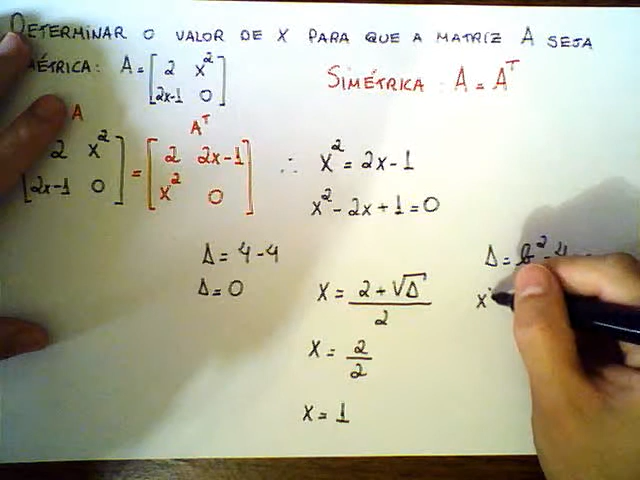 DETERMINAR O VALOR DE X PARA QUE A MATRIZ A SEJA
MÉTRICA: A = [2 x²
2x-1 0]
SIMÉTRICA: A = Aᵀ
A
Aᵀ
2 x² ] = [2 2x-1]
[2x-1 0] [x² 0]
∴ x² = 2x - 1
x² - 2x + 1 = 0
Δ = 4 - 4
Δ = 0
x = 2 + √Δ / 2
x = 2/2
x = 1
Δ = b² - 4
x